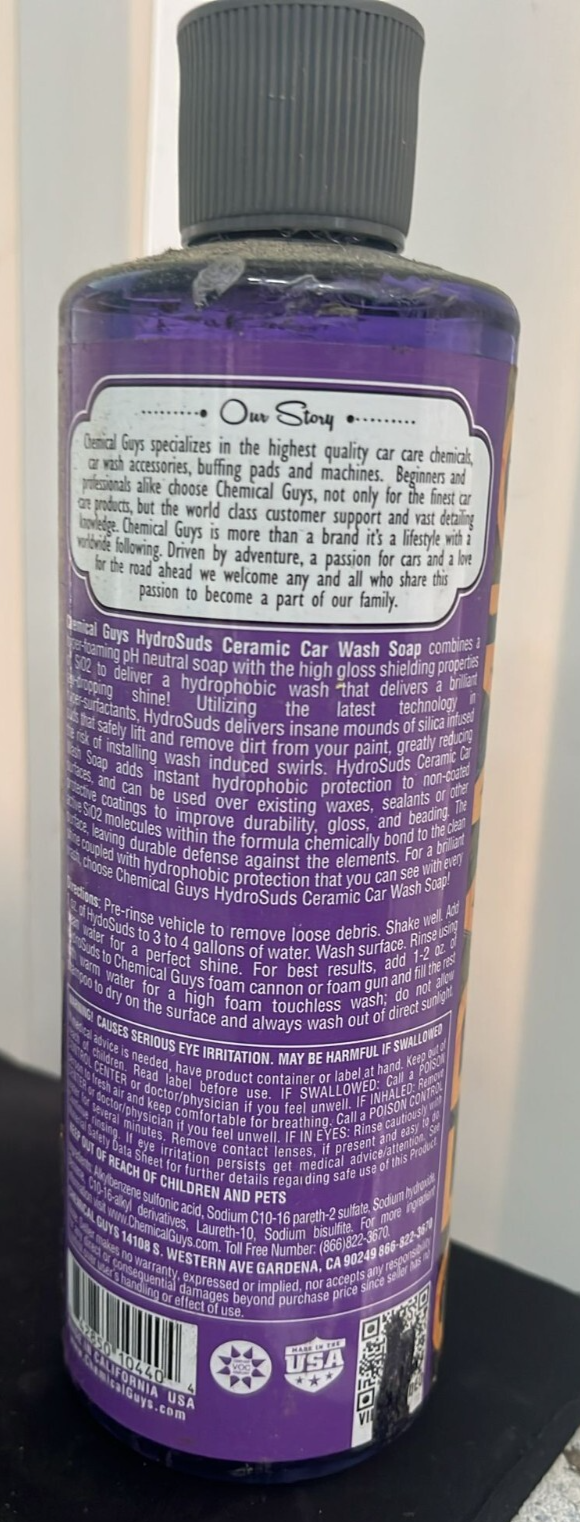 Our Story
Chemical Guys specializes in the highest quality car care chemicals,
car wash accessories, buffing pads and machines. Beginners and
professionals alike choose Chemical Guys, not only for the finest car
care products, but the world class customer support and vast detailing
knowledge. Chemical Guys is more than a brand it's a lifestyle with a
worldwide following. Driven by adventure, a passion for cars and a love
for the road ahead we welcome any and all who share this
passion to become a part of our family.
Chemical Guys HydroSuds Ceramic Car Wash Soap combines a
pH neutral soap with the high gloss shielding properties
SiO2 to deliver a hydrophobic wash that delivers a brilliant
shine! Utilizing the latest technology in
HydroSuds delivers insane mounds of silica infused
that safely lift and remove dirt from your paint, greatly reducing
risk of installing wash induced swirls. HydroSuds Ceramic Car
Soap adds instant hydrophobic protection to non-coated
and can be used over existing waxes, sealants or other
coatings to improve durability, gloss, and beading. The
SiO2 molecules within the formula chemically bond to the clean
leaving durable defense against the elements. For a brilliant
coupled with hydrophobic protection that you can see with every
choose Chemical Guys HydroSuds Ceramic Car Wash Soap!
Directions: Pre-rinse vehicle to remove loose debris. Shake well. Add
of HydroSuds to 3 to 4 gallons of water. Wash surface. Rinse using
water for a perfect shine. For best results, add 1-2 oz. of
to Chemical Guys foam cannon or foam gun and fill the rest
warm water for a high foam touchless wash; do not allow
to dry on the surface and always wash out of direct sunlight.
WARNING! CAUSES SERIOUS EYE IRRITATION. MAY BE HARMFUL IF SWALLOWED
advice is needed, have product container or label at hand. Keep out of
children. Read label before use. IF SWALLOWED: Call a POISON
CENTER or doctor/physician if you feel unwell. IF INHALED: Remove
to fresh air and keep comfortable for breathing. Call a POISON CONTROL
or doctor/physician if you feel unwell. IF IN EYES: Rinse cautiously with
several minutes. Remove contact lenses, if present and easy to do.
rinsing. If eye irritation persists get medical advice/attention. See
Safety Data Sheet for further details regarding safe use of this Product.
KEEP OUT OF REACH OF CHILDREN AND PETS
sulfonic acid, Sodium C10-16 pareth-2 sulfate, Sodium hydroxide,
C10-16-alkyl derivatives, Laureth-10, Sodium bisulfite. For more ingredient
visit www.ChemicalGuys.com. Toll Free Number: (866)822-3670.
CHEMICAL GUYS 14108 S. WESTERN AVE GARDENA, CA 90249 866-822-3670
makes no warranty, expressed or implied, nor accepts any responsibility
or consequential damages beyond purchase price since seller has no
user's handling or effect of use.
10440 4
VOC
MADE IN THE
USA
IN CALIFORNIA USA
ChemicalGuys.com